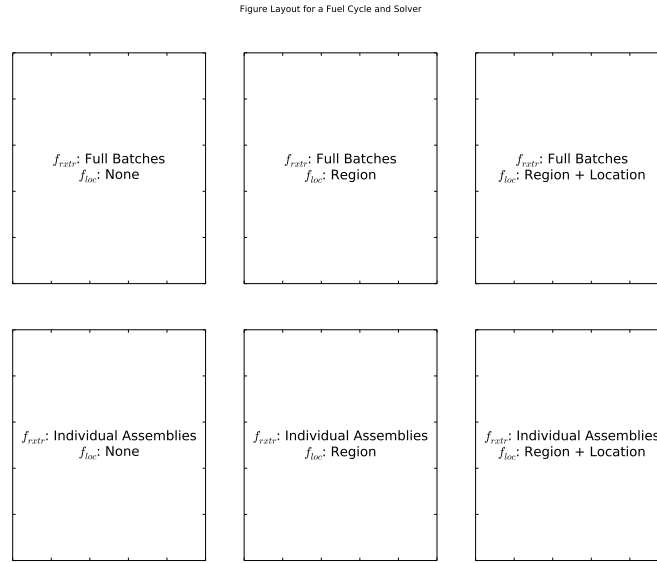 Figure Layout for a Fuel Cycle and Solver
f_rxtr: Full Batches
f_loc: None
f_rxtr: Full Batches
f_loc: Region
f_rxtr: Full Batches
f_loc: Region + Location
f_rxtr: Individual Assemblies
f_loc: None
f_rxtr: Individual Assemblies
f_loc: Region
f_rxtr: Individual Assemblies
f_loc: Region + Location